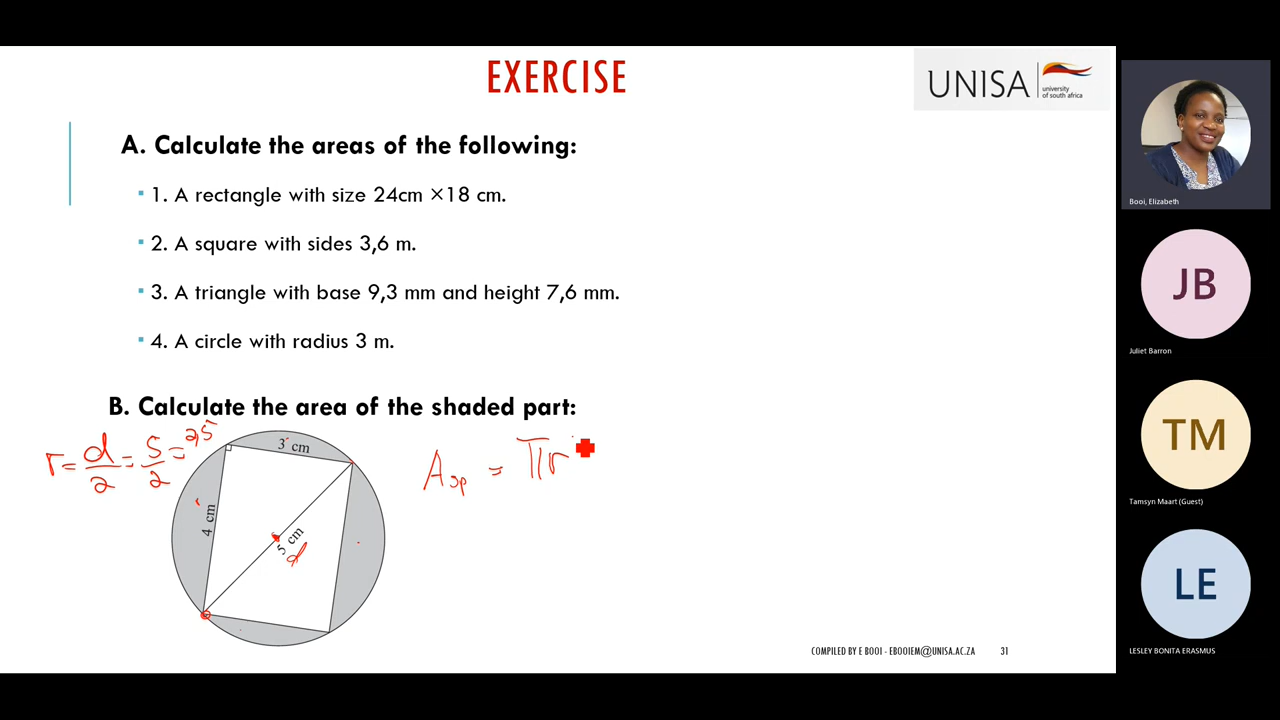 EXERCISE
UNISA
university
of south africa
A. Calculate the areas of the following:
1. A rectangle with size 24cm ×18 cm.
2. A square with sides 3,6 m.
3. A triangle with base 9,3 mm and height 7,6 mm.
4. A circle with radius 3 m.
B. Calculate the area of the shaded part:
r = d/2 = 5/2 = 2,5
3 cm
4 cm
5 cm
d
A sp = πr
COMPILED BY E BOOI - EBOOIEM@UNISA.AC.ZA
31
Booi, Elizabeth
JB
Juliet Barron
TM
Tamsyn Maart (Guest)
LE
LESLEY BONITA ERASMUS